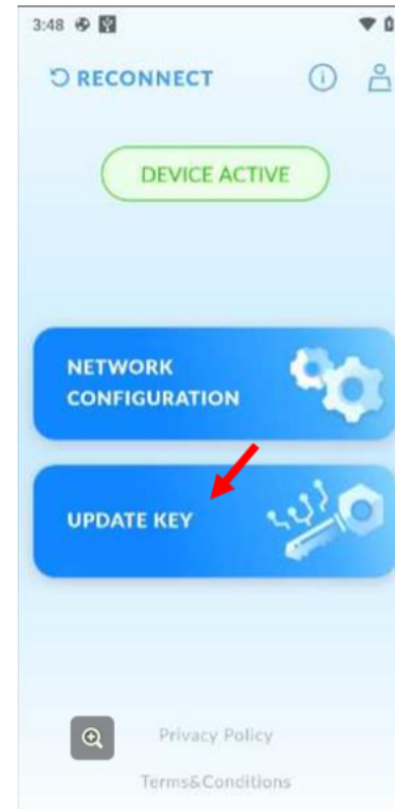 3:48
RECONNECT
DEVICE ACTIVE
NETWORK
CONFIGURATION
UPDATE KEY
Privacy Policy
Terms&Conditions